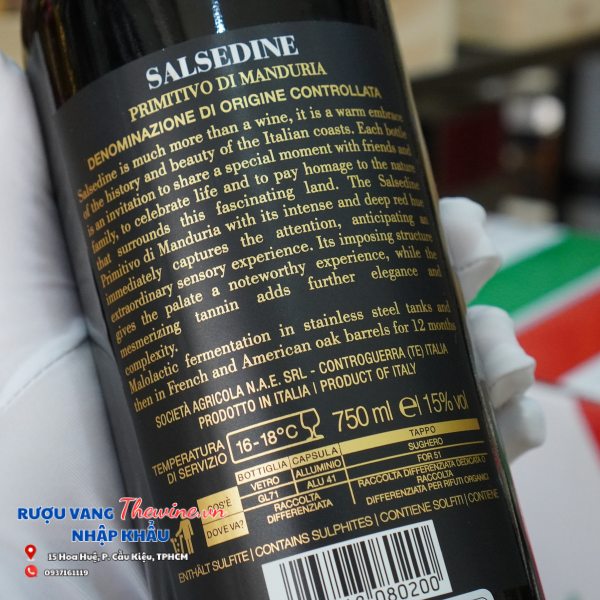 SALSEDINE
PRIMITIVO DI MANDURIA
DENOMINAZIONE DI ORIGINE CONTROLLATA
Salsedine is much more than a wine, it is a warm embrace
of the history and beauty of the Italian coasts. Each bottle
is an invitation to share a special moment with friends and
family, to celebrate life and to pay homage to the nature
that surrounds this fascinating land. The Salsedine
Primitivo di Manduria with its intense and deep red hue
immediately captures the attention, anticipating an
extraordinary sensory experience. Its imposing structure
gives the palate a noteworthy experience, while the
mesmerizing tannin adds further elegance and
complexity.
Malolactic fermentation in stainless steel tanks and
then in French and American oak barrels for 12 months
SOCIETÀ AGRICOLA N.A.E. SRL - CONTROGUERRA (TE) ITALIA
PRODOTTO IN ITALIA | PRODUCT OF ITALY
TEMPERATURA
DI SERVIZIO
16-18°C
750 ml e 15% vol
BOTTIGLIA CAPSULA TAPPO
COS'È VETRO ALLUMINIO SUGHERO
GL71 ALU 41 FOR 51
DOVE VA? RACCOLTA
DIFFERENZIATA
RACCOLTA DIFFERENZIATA DEDICATA O
DIFFERENZIATA PER RIFIUTI ORGANICI
ENTHÄLT SULFITE | CONTAINS SULPHITES | CONTIENE SOLFITI | CONTIENE
080200
RƯỢU VANG Thewine.vn
NHẬP KHẨU
15 Hoa Huệ, P. Cầu Kiệu, TPHCM
0937161119